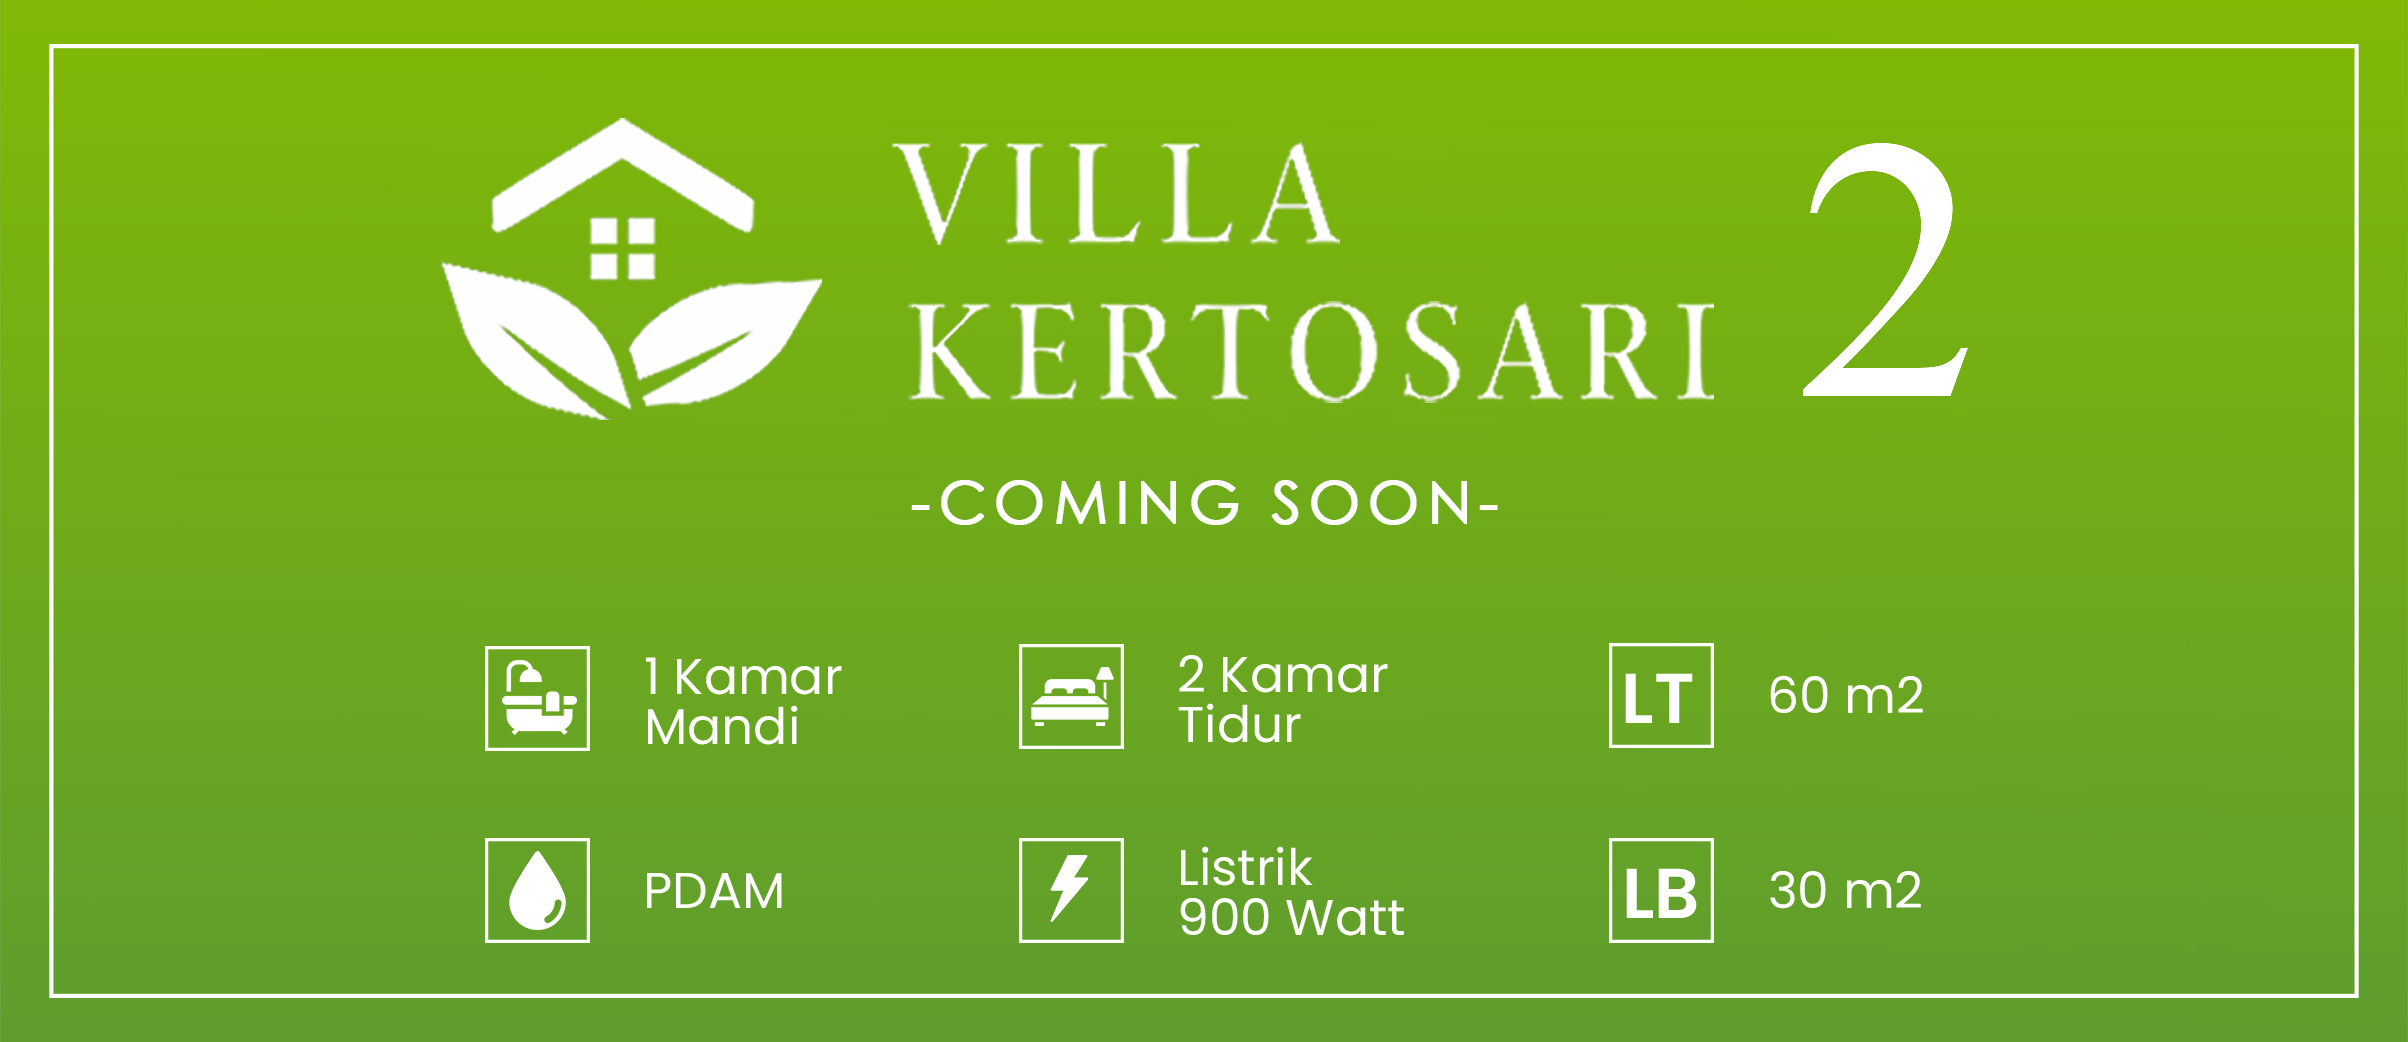 VILLA
KERTOSARI
2
-COMING SOON-
1 Kamar
Mandi
2 Kamar
Tidur
LT
60 m2
PDAM
Listrik
900 Watt
LB
30 m2